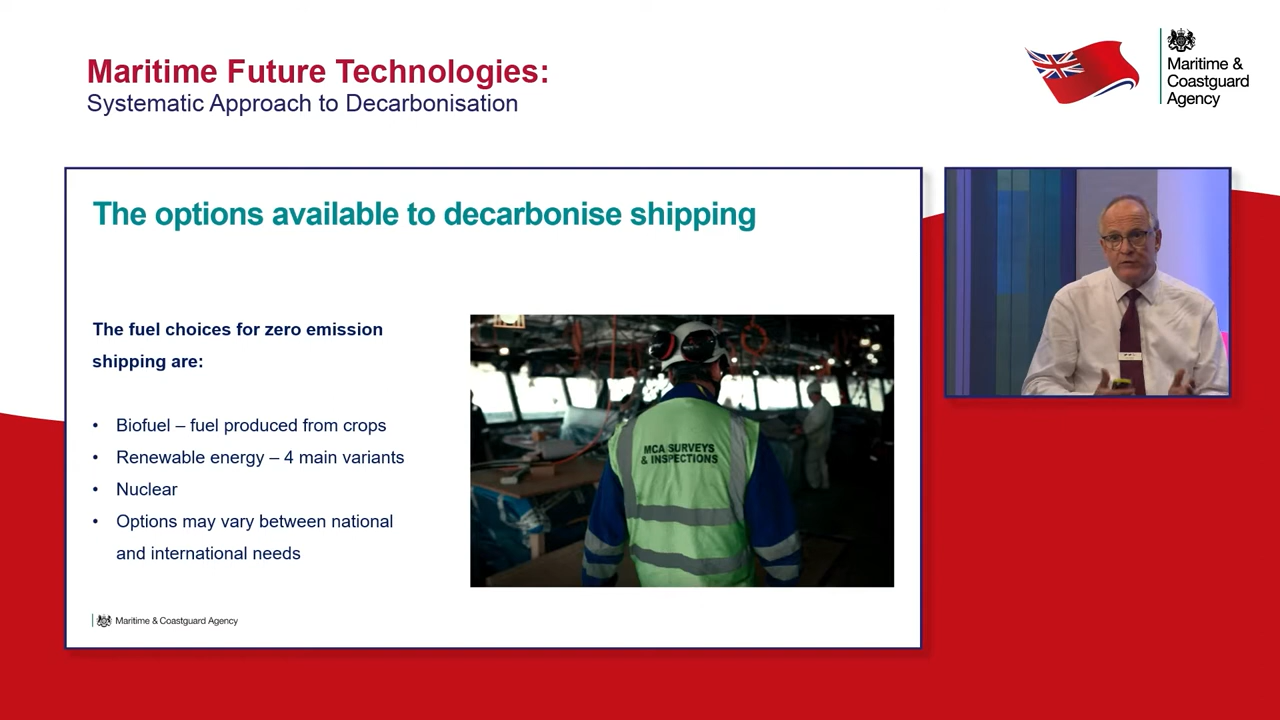 Maritime Future Technologies:
Systematic Approach to Decarbonisation
Maritime &
Coastguard
Agency
The options available to decarbonise shipping
The fuel choices for zero emission
shipping are:
• Biofuel – fuel produced from crops
• Renewable energy – 4 main variants
• Nuclear
• Options may vary between national
and international needs
MCA SURVEYS
& INSPECTIONS
Maritime & Coastguard Agency